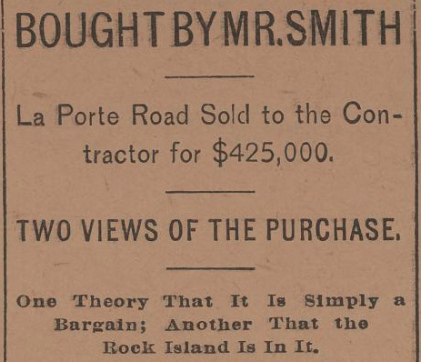 BOUGHT BY MR. SMITH
La Porte Road Sold to the Con-
tractor for $425,000.
TWO VIEWS OF THE PURCHASE.
One Theory That It Is Simply a
Bargain; Another That the
Rock Island Is In It.